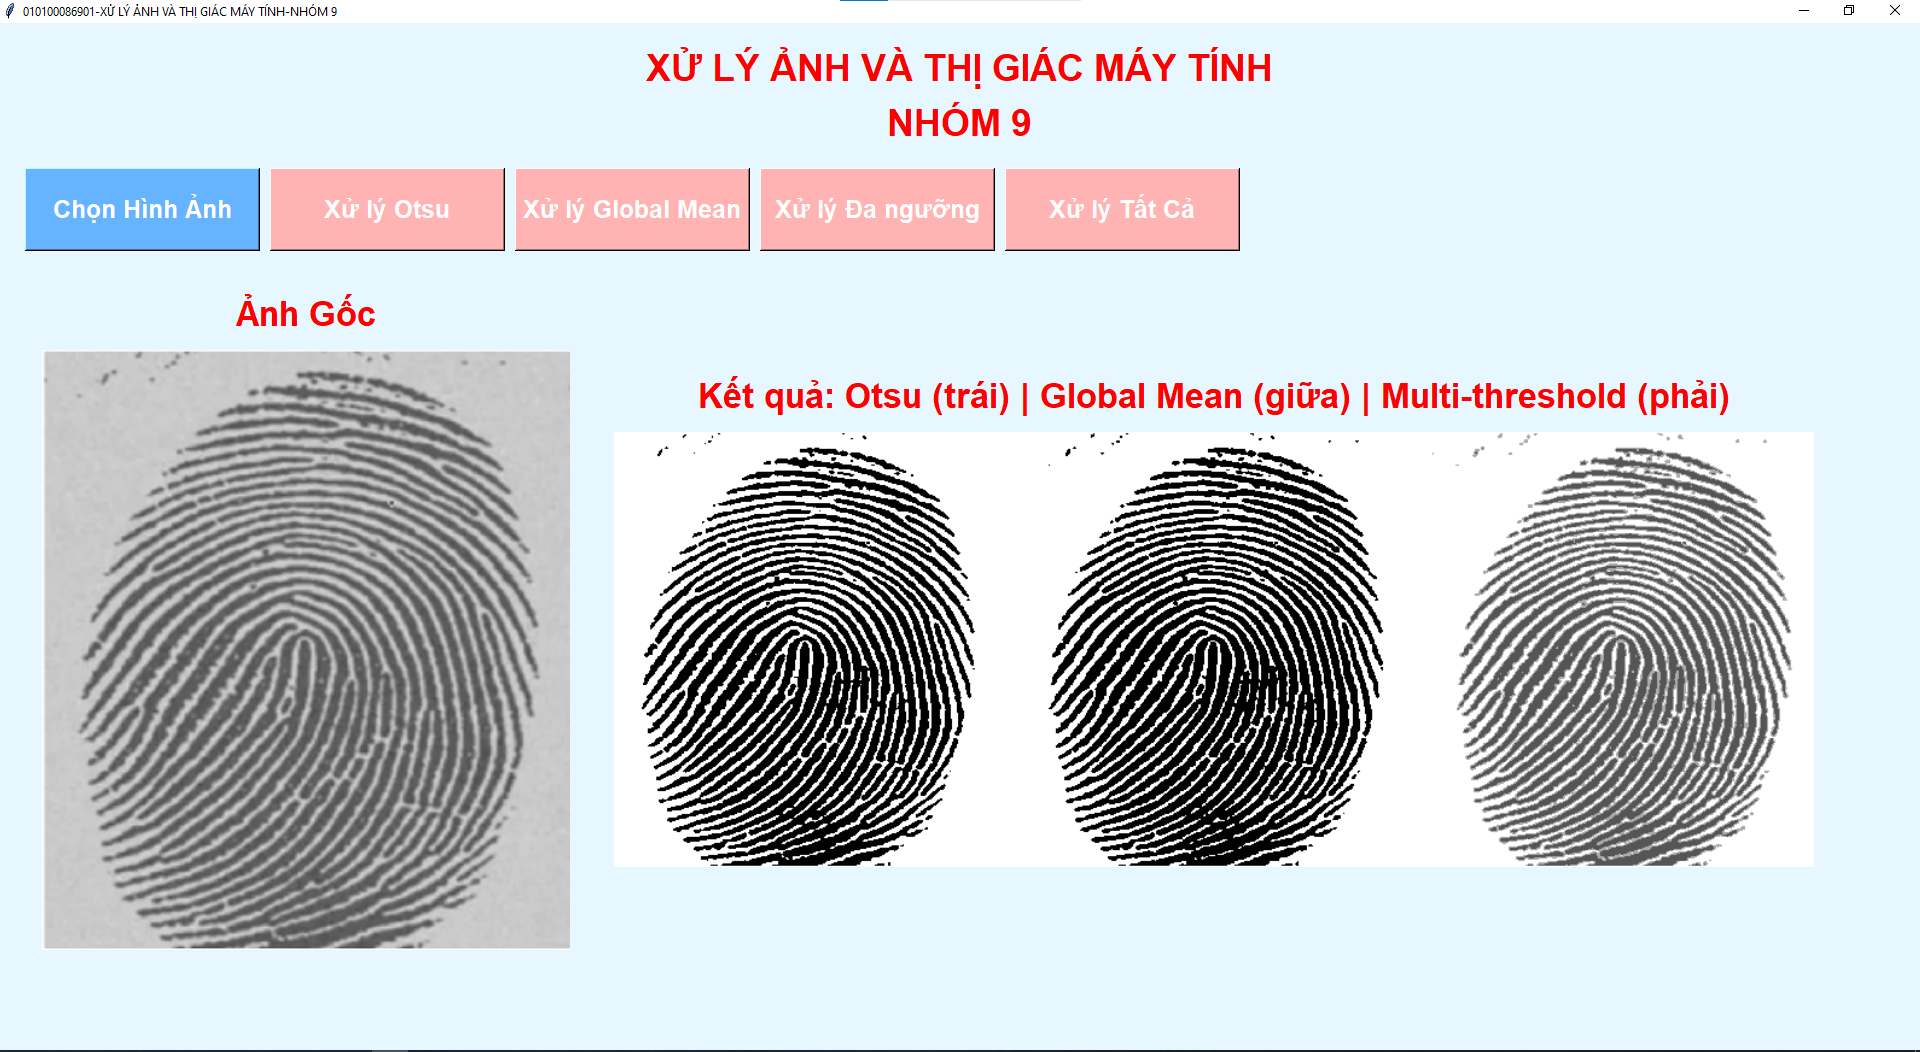 010100086901-XỬ LÝ ẢNH VÀ THỊ GIÁC MÁY TÍNH-NHÓM 9
XỬ LÝ ẢNH VÀ THỊ GIÁC MÁY TÍNH
NHÓM 9
Chọn Hình Ảnh
Xử lý Otsu
Xử lý Global Mean
Xử lý Đa ngưỡng
Xử lý Tất Cả
Ảnh Gốc
Kết quả: Otsu (trái) | Global Mean (giữa) | Multi-threshold (phải)